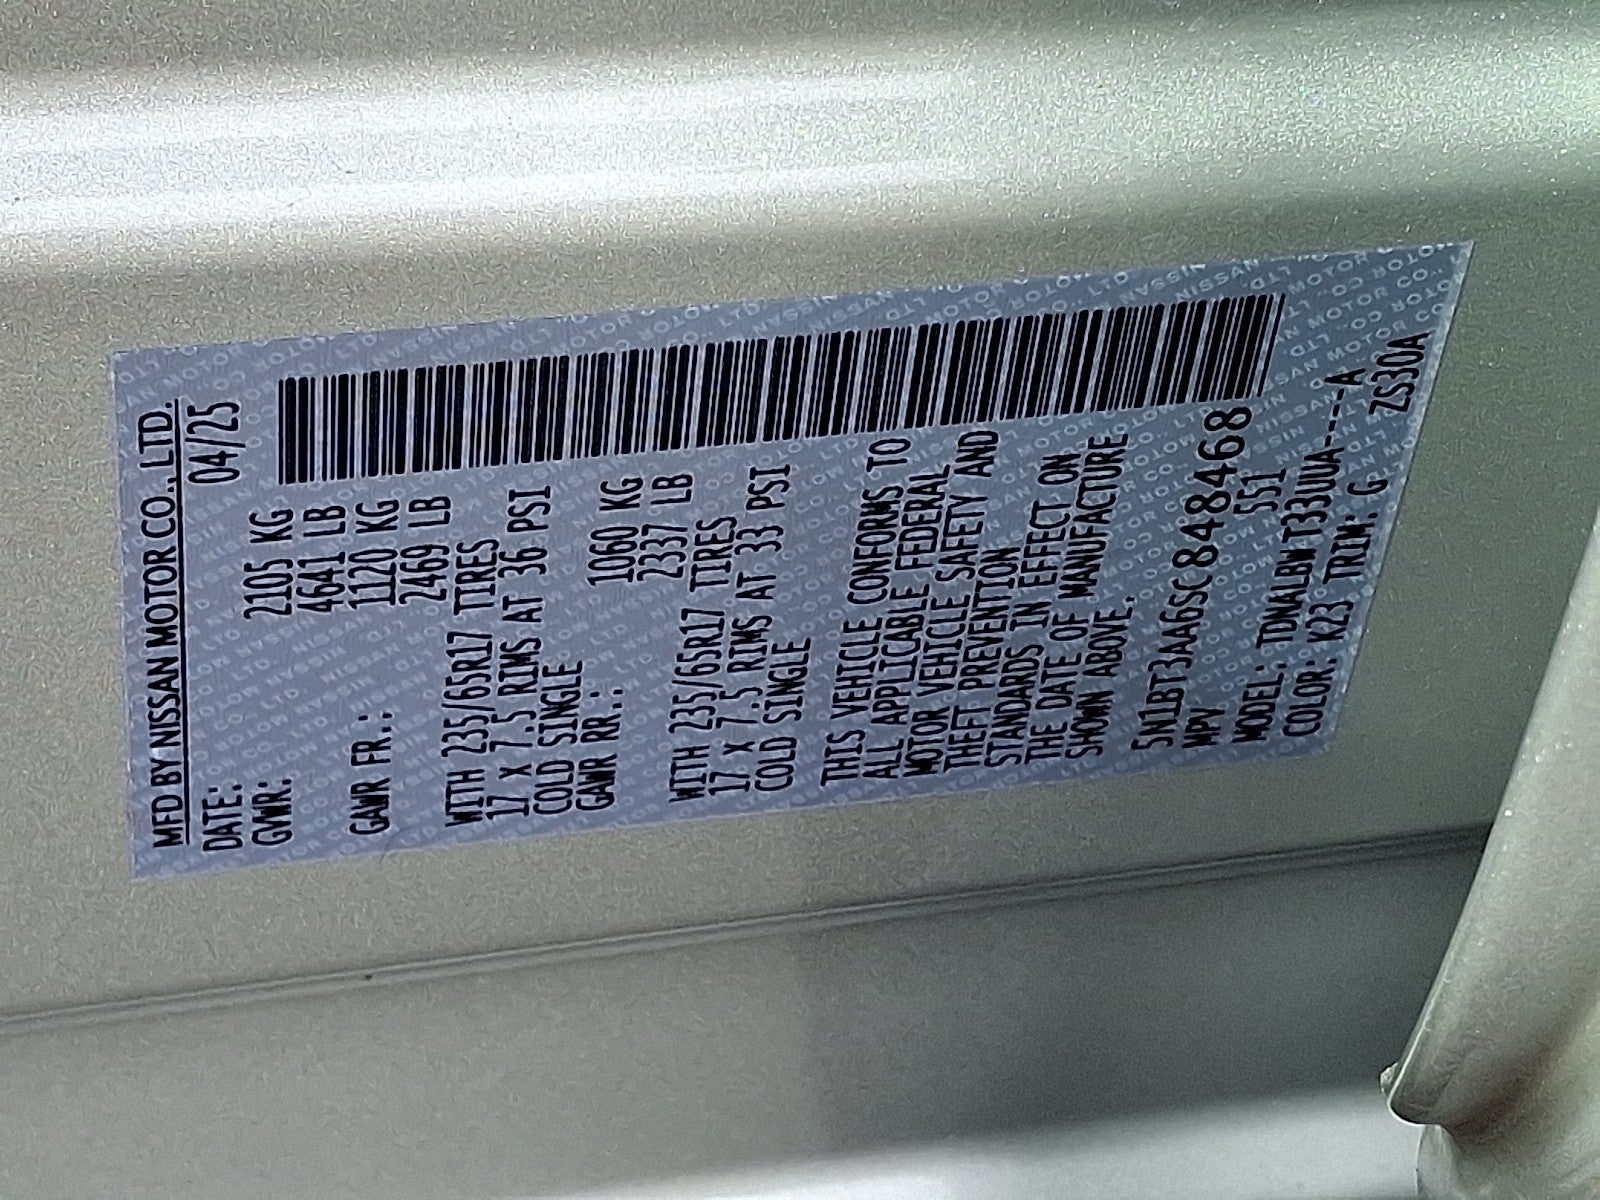 MFD BY NISSAN MOTOR CO., LTD.
DATE: 04/25
GVWR: 2105 KG
4641 LB
GAWR FR.: 1120 KG
2469 LB
WITH 235/65R17 TIRES
17 X 7.5 RIMS AT 36 PSI
COLD SINGLE
GAWR RR.: 1060 KG
2337 LB
WITH 235/65R17 TIRES
17 X 7.5 RIMS AT 33 PSI
COLD SINGLE
THIS VEHICLE CONFORMS TO
ALL APPLICABLE FEDERAL
MOTOR VEHICLE SAFETY AND
THEFT PREVENTION
STANDARDS IN EFFECT ON
THE DATE OF MANUFACTURE
SHOWN ABOVE.
5N1BT3AA6SC848468
MPV 551
MODEL: TDNALBW T33UUA----A
COLOR: K23 TRIM: G ZS30A